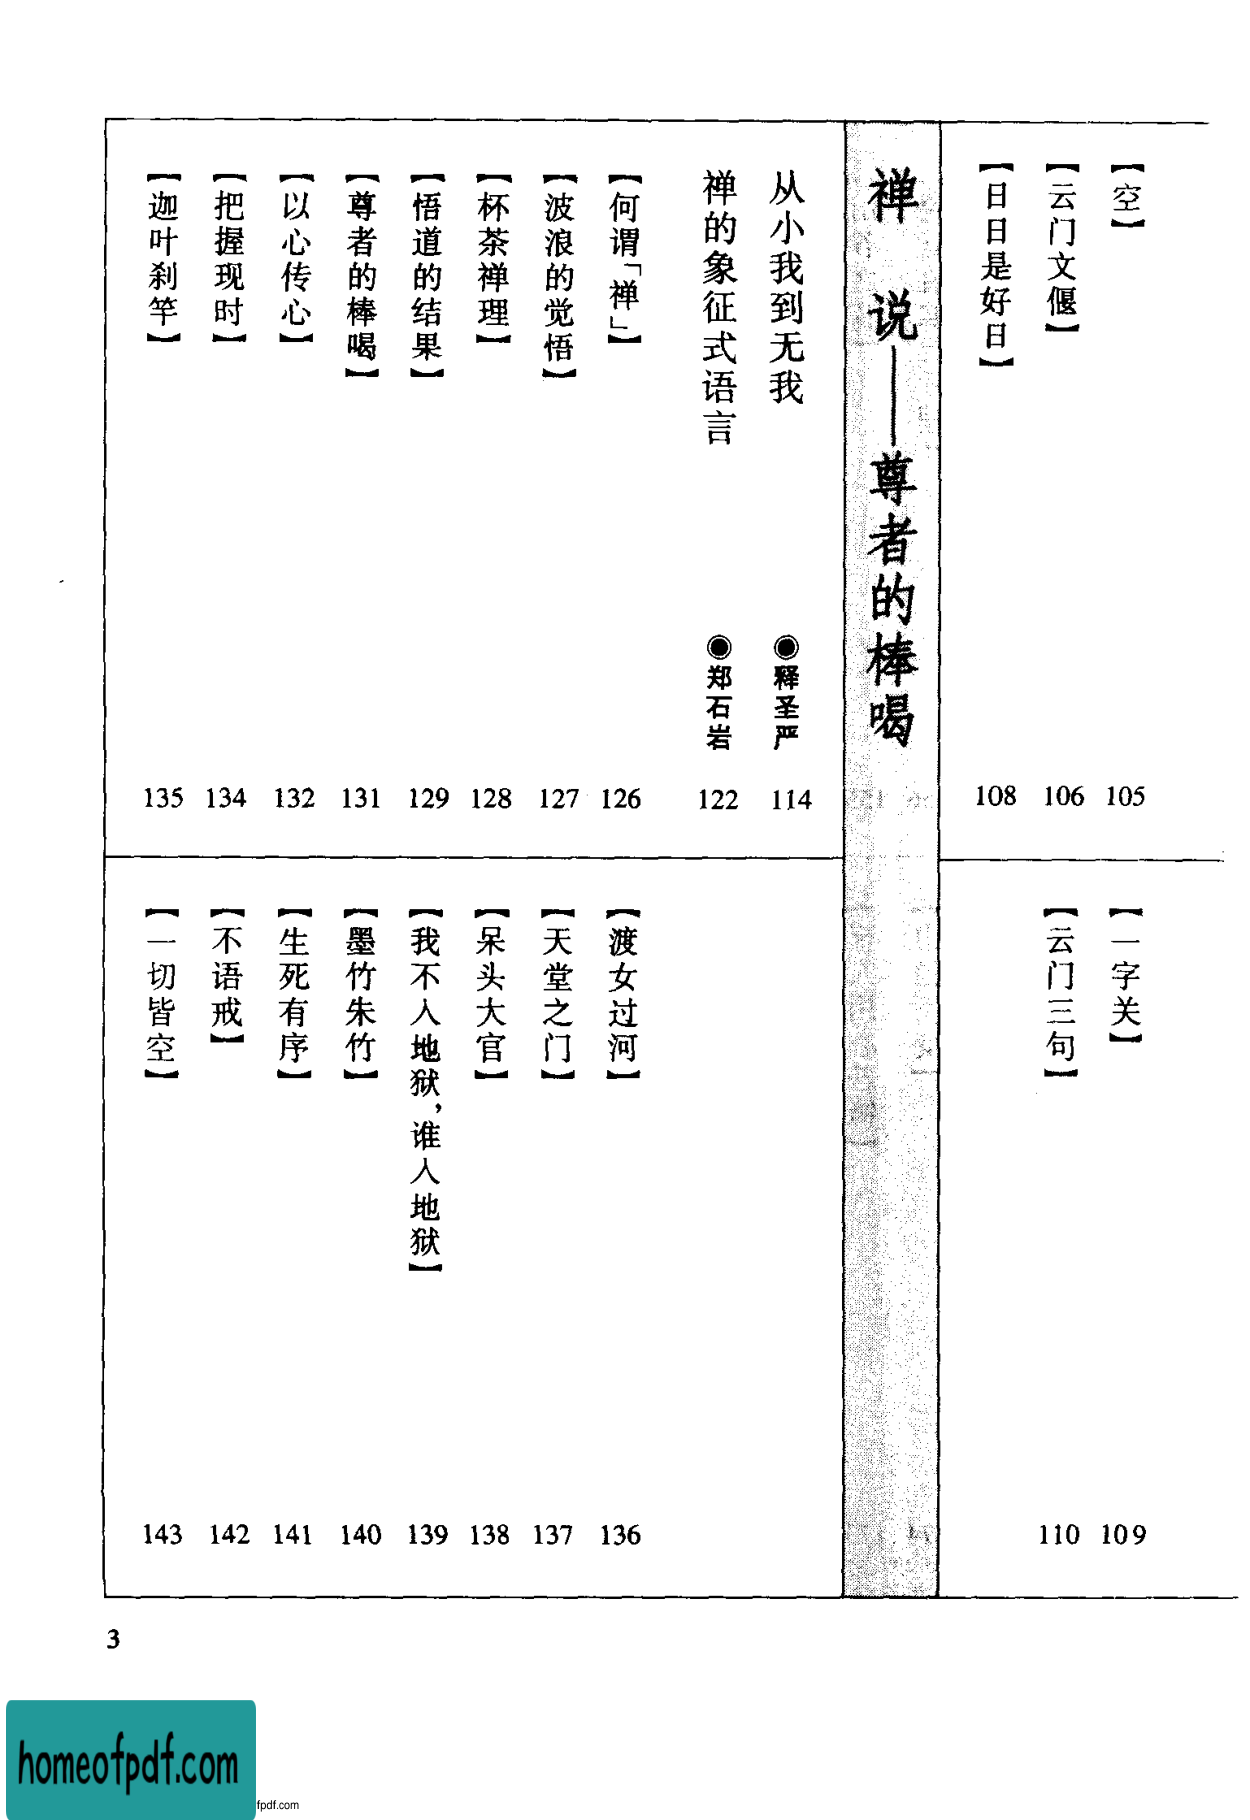 【空】 105
【云门文偃】 106
【日日是好日】 108
【一字关】 109
【云门三句】 110
禅 说——尊者的棒喝
从小我到无我 ◉释圣严 114
禅的象征式语言 ◉郑石岩 122
【何谓「禅」】 126
【波浪的觉悟】 127
【杯茶禅理】 128
【悟道的结果】 129
【尊者的棒喝】 131
【以心传心】 132
【把握现时】 134
【迦叶刹竿】 135
【渡女过河】 136
【天堂之门】 137
【呆头大官】 138
【我不入地狱，谁入地狱】 139
【墨竹朱竹】 140
【生死有序】 141
【不语戒】 142
【一切皆空】 143
3
homeofpdf.com
fpdf.com